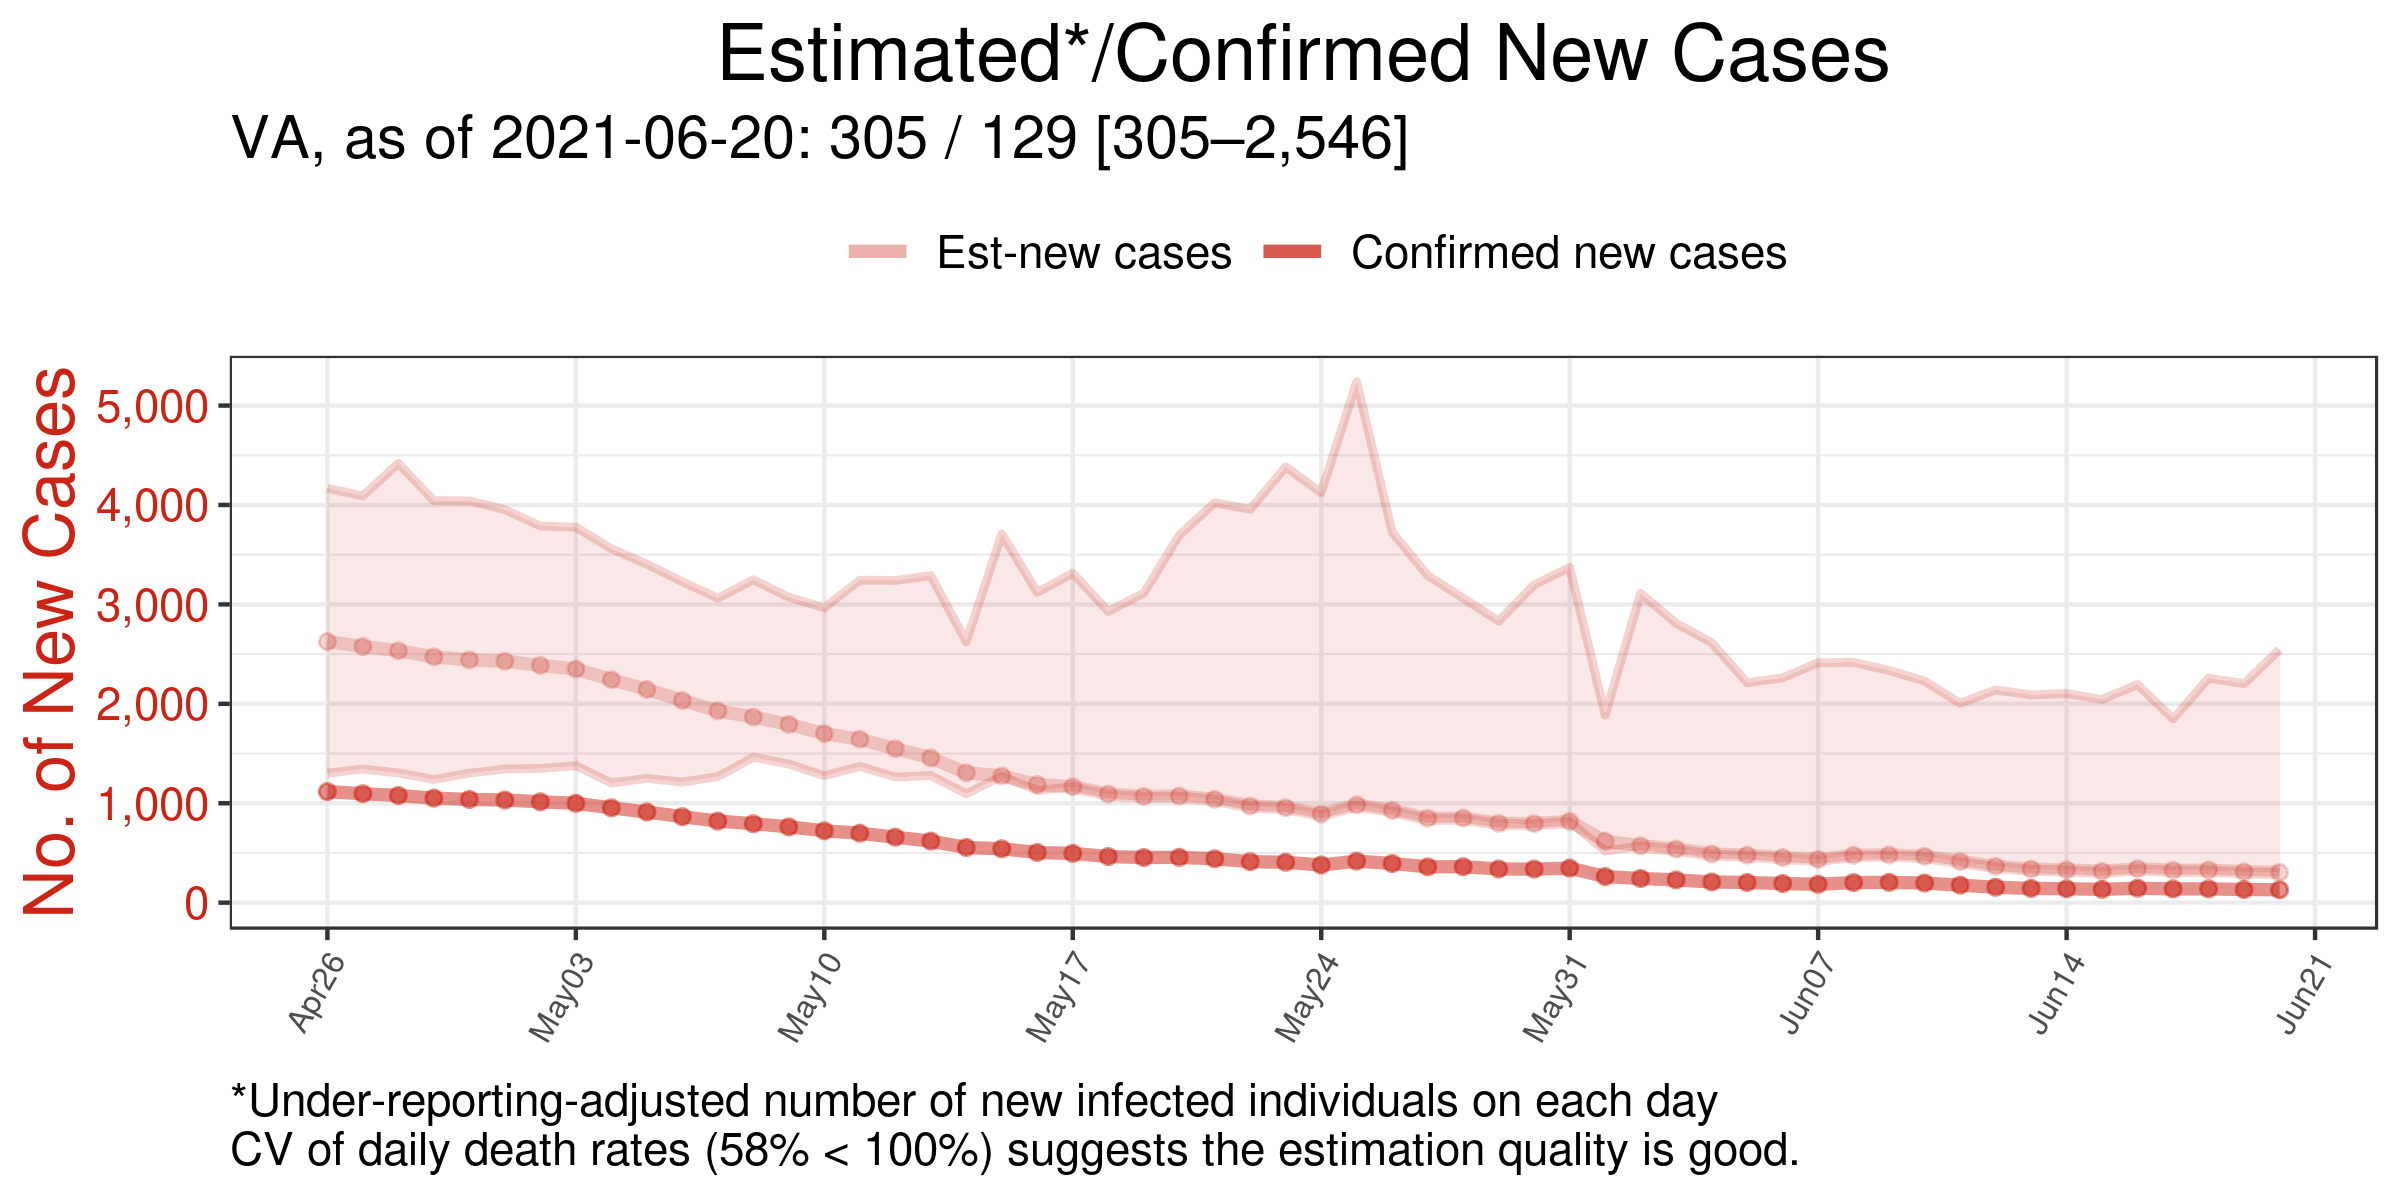 Estimated*/Confirmed New Cases
VA, as of 2021-06-20: 305 / 129 [305–2,546]
Est-new cases Confirmed new cases
No. of New Cases
5,000
4,000
3,000
2,000
1,000
0
Apr26 May03 May10 May17 May24 May31 Jun07 Jun14 Jun21
*Under-reporting-adjusted number of new infected individuals on each day
CV of daily death rates (58% < 100%) suggests the estimation quality is good.